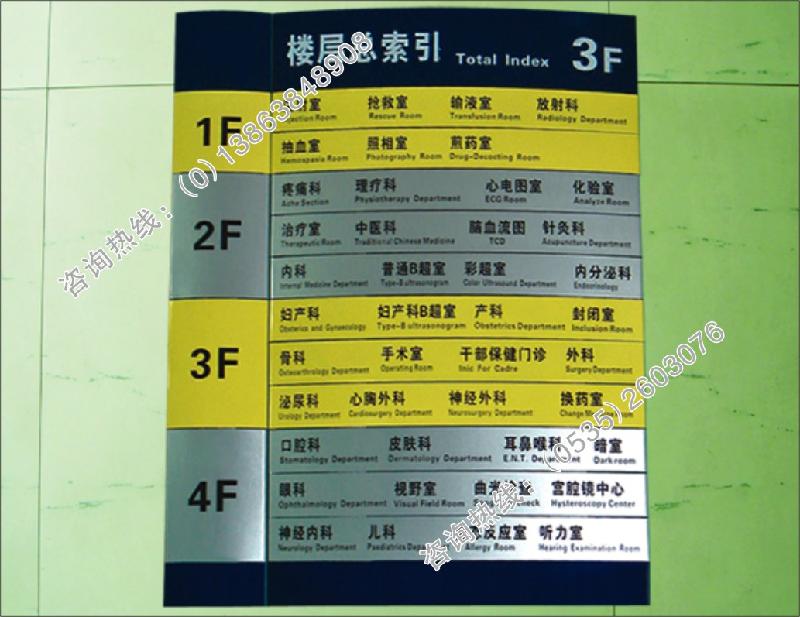 楼层总索引 Total Index 3F
1F
室 抢救室 输液室 放射科
Room Rescue Room Transfusion Room Radiology Department
抽血室 照相室 煎药室
Hemospasia Room Photography Room Drug-Decocting Room
2F
疼痛科 理疗科 心电图室 化验室
Ache Section Physiotherapy Department ECG Room Analyze Room
治疗室 中医科 脑血流图 针灸科
Therapeutic Room Traditional Chinese Medicine TCD Acupuncture Department
内科 普通B超室 彩超室 内分泌科
Internal Medicine Department Type-B ultrasonogram Color Ultrasound Department Endocrinology
3F
妇产科 妇产科B超室 产科 封闭室
Obstetrics and Gynaecology Type-B ultrasonogram Obstetrics Department Inclusion Room
骨科 手术室 干部保健门诊 外科
Osteoarthrology Department Operating Room Inic For Cadre Surgery Department
泌尿科 心胸外科 神经外科 换药室
Urology Department Cardiosurgery Department Neurosurgery Department Change Room
4F
口腔科 皮肤科 耳鼻喉科 暗室
Stomatology Department Dermatology Department E.N.T. Department Darkroom
眼科 视野室 曲光检查 宫腔镜中心
Ophthalmology Department Visual Field Room Check Hysteroscopy Center
神经内科 儿科 反应室 听力室
Neurology Department Paediatrics Allergy Room Hearing Examination Room
咨询热线：(0) 13863848908
咨询热线：(0535) 2603076